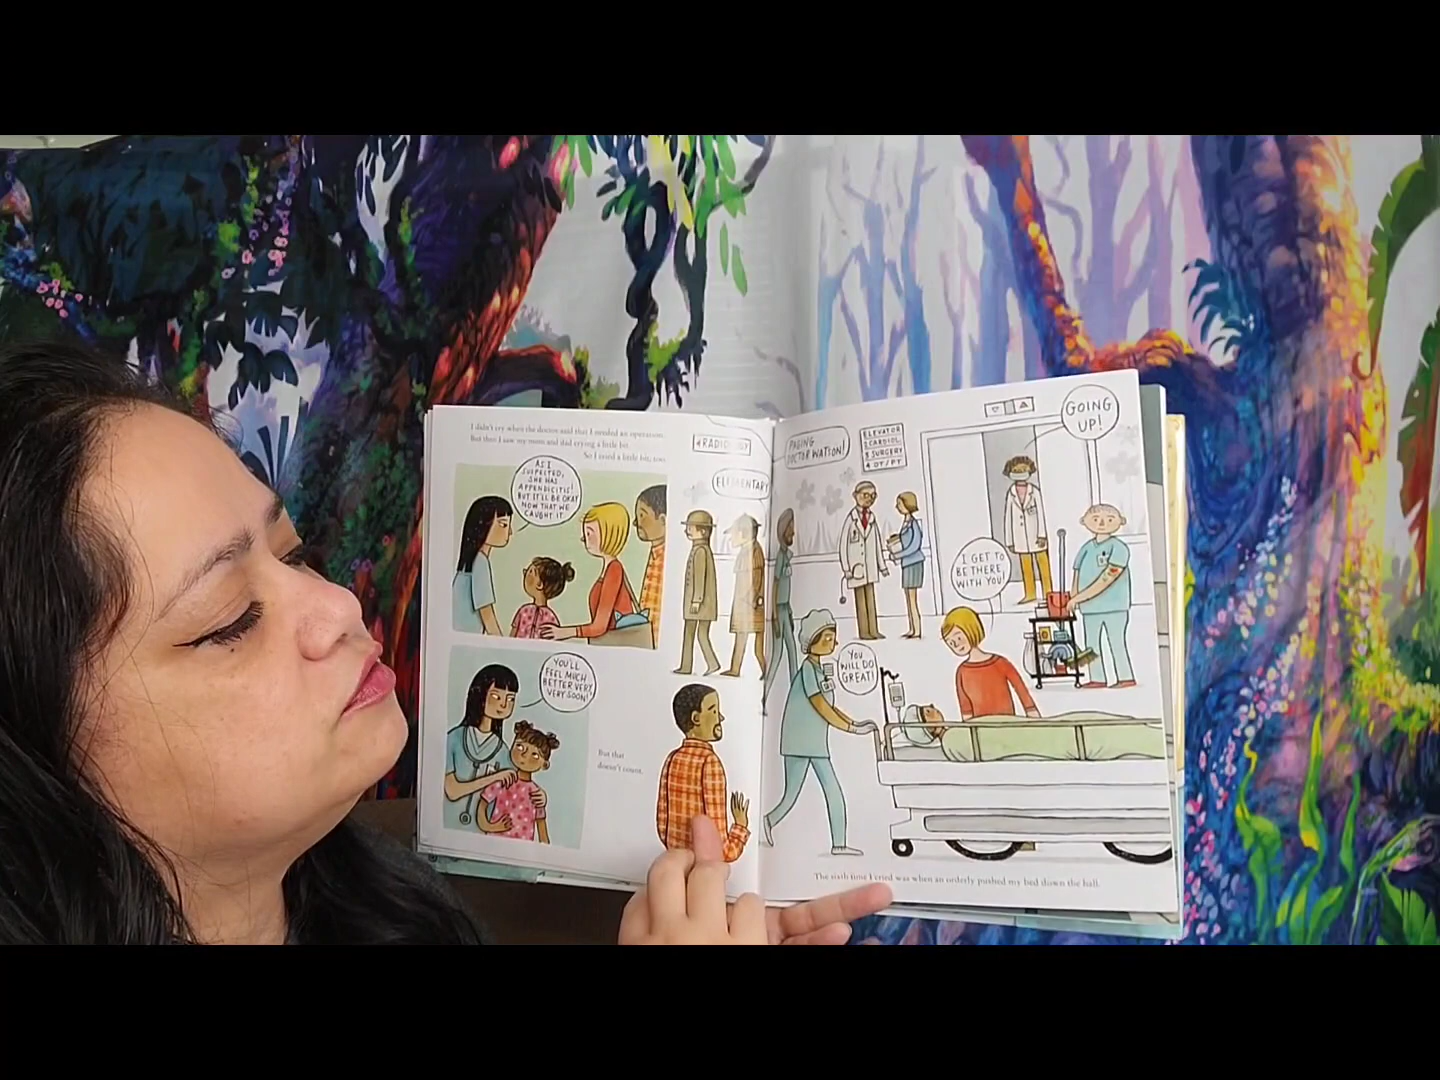 I didn't cry when the doctor said that I needed an operation.
But then I saw my mom and dad crying a little bit.
So I cried a little bit, too.
AS I
SUSPECTED,
SHE HAS
APPENDICITIS!
BUT IT'LL BE OKAY
NOW THAT WE
CAUGHT IT.
YOU'LL
FEEL MUCH
BETTER VERY,
VERY SOON!
But that
doesn't count.
RADIOLOGY
ELEMENTARY
PAGING
DOCTOR WATSON!
ELEVATOR
2 CARDIOL.
3 SURGERY
4 OT/PT
GOING
UP!
I GET TO
BE THERE,
WITH YOU!
YOU
WILL DO
GREAT!
The sixth time I cried was when an orderly pushed my bed down the hall.